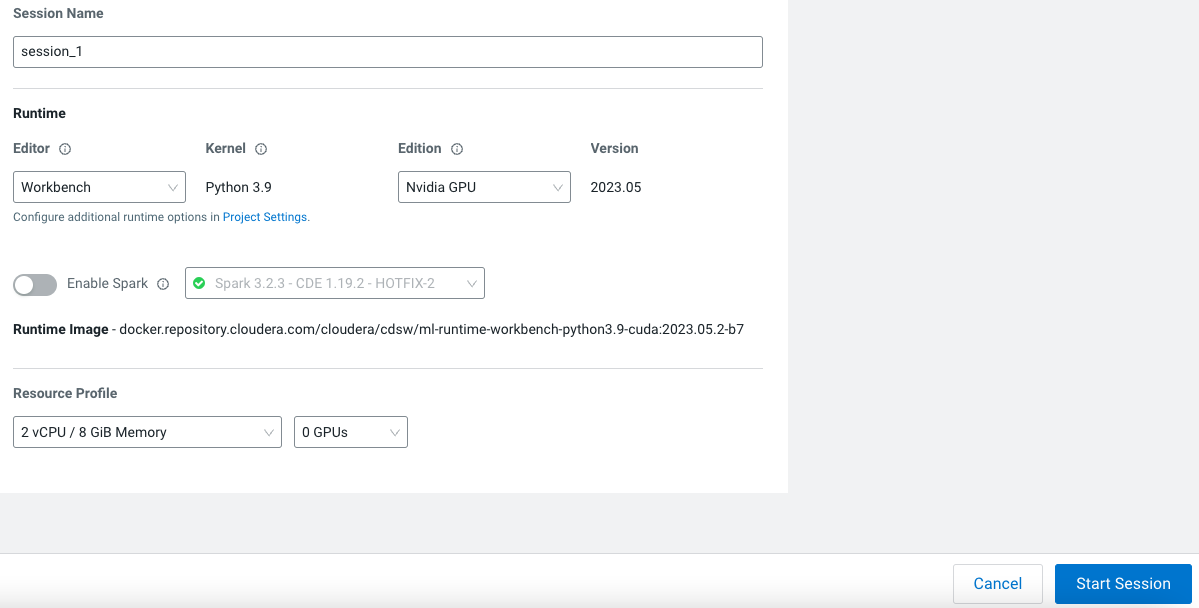 Session Name
session_1
Runtime
Editor Kernel Edition Version
Workbench Python 3.9 Nvidia GPU 2023.05
Configure additional runtime options in Project Settings.
Enable Spark Spark 3.2.3 - CDE 1.19.2 - HOTFIX-2
Runtime Image - docker.repository.cloudera.com/cloudera/cdsw/ml-runtime-workbench-python3.9-cuda:2023.05.2-b7
Resource Profile
2 vCPU / 8 GiB Memory 0 GPUs
Cancel Start Session